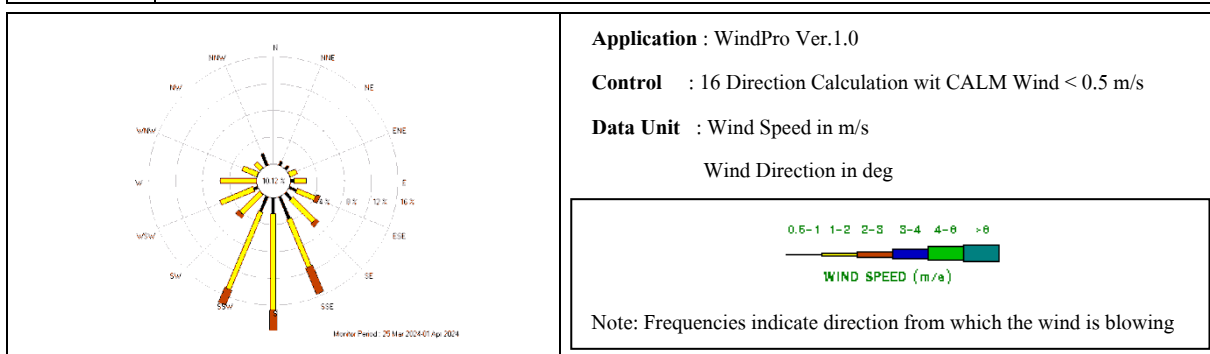 N
NNW
NNE
NW
NE
WNW
ENE
W
10.12 %
E
4 % 8 % 12 % 16 %
WSW
ESE
SW
SE
SSW
S
SSE
Monitor Period : 25 Mar 2024-01 Apr 2024
Application : WindPro Ver.1.0
Control : 16 Direction Calculation wit CALM Wind < 0.5 m/s
Data Unit : Wind Speed in m/s
Wind Direction in deg
0.5-1 1-2 2-3 3-4 4-6 >6
WIND SPEED (m/s)
Note: Frequencies indicate direction from which the wind is blowing